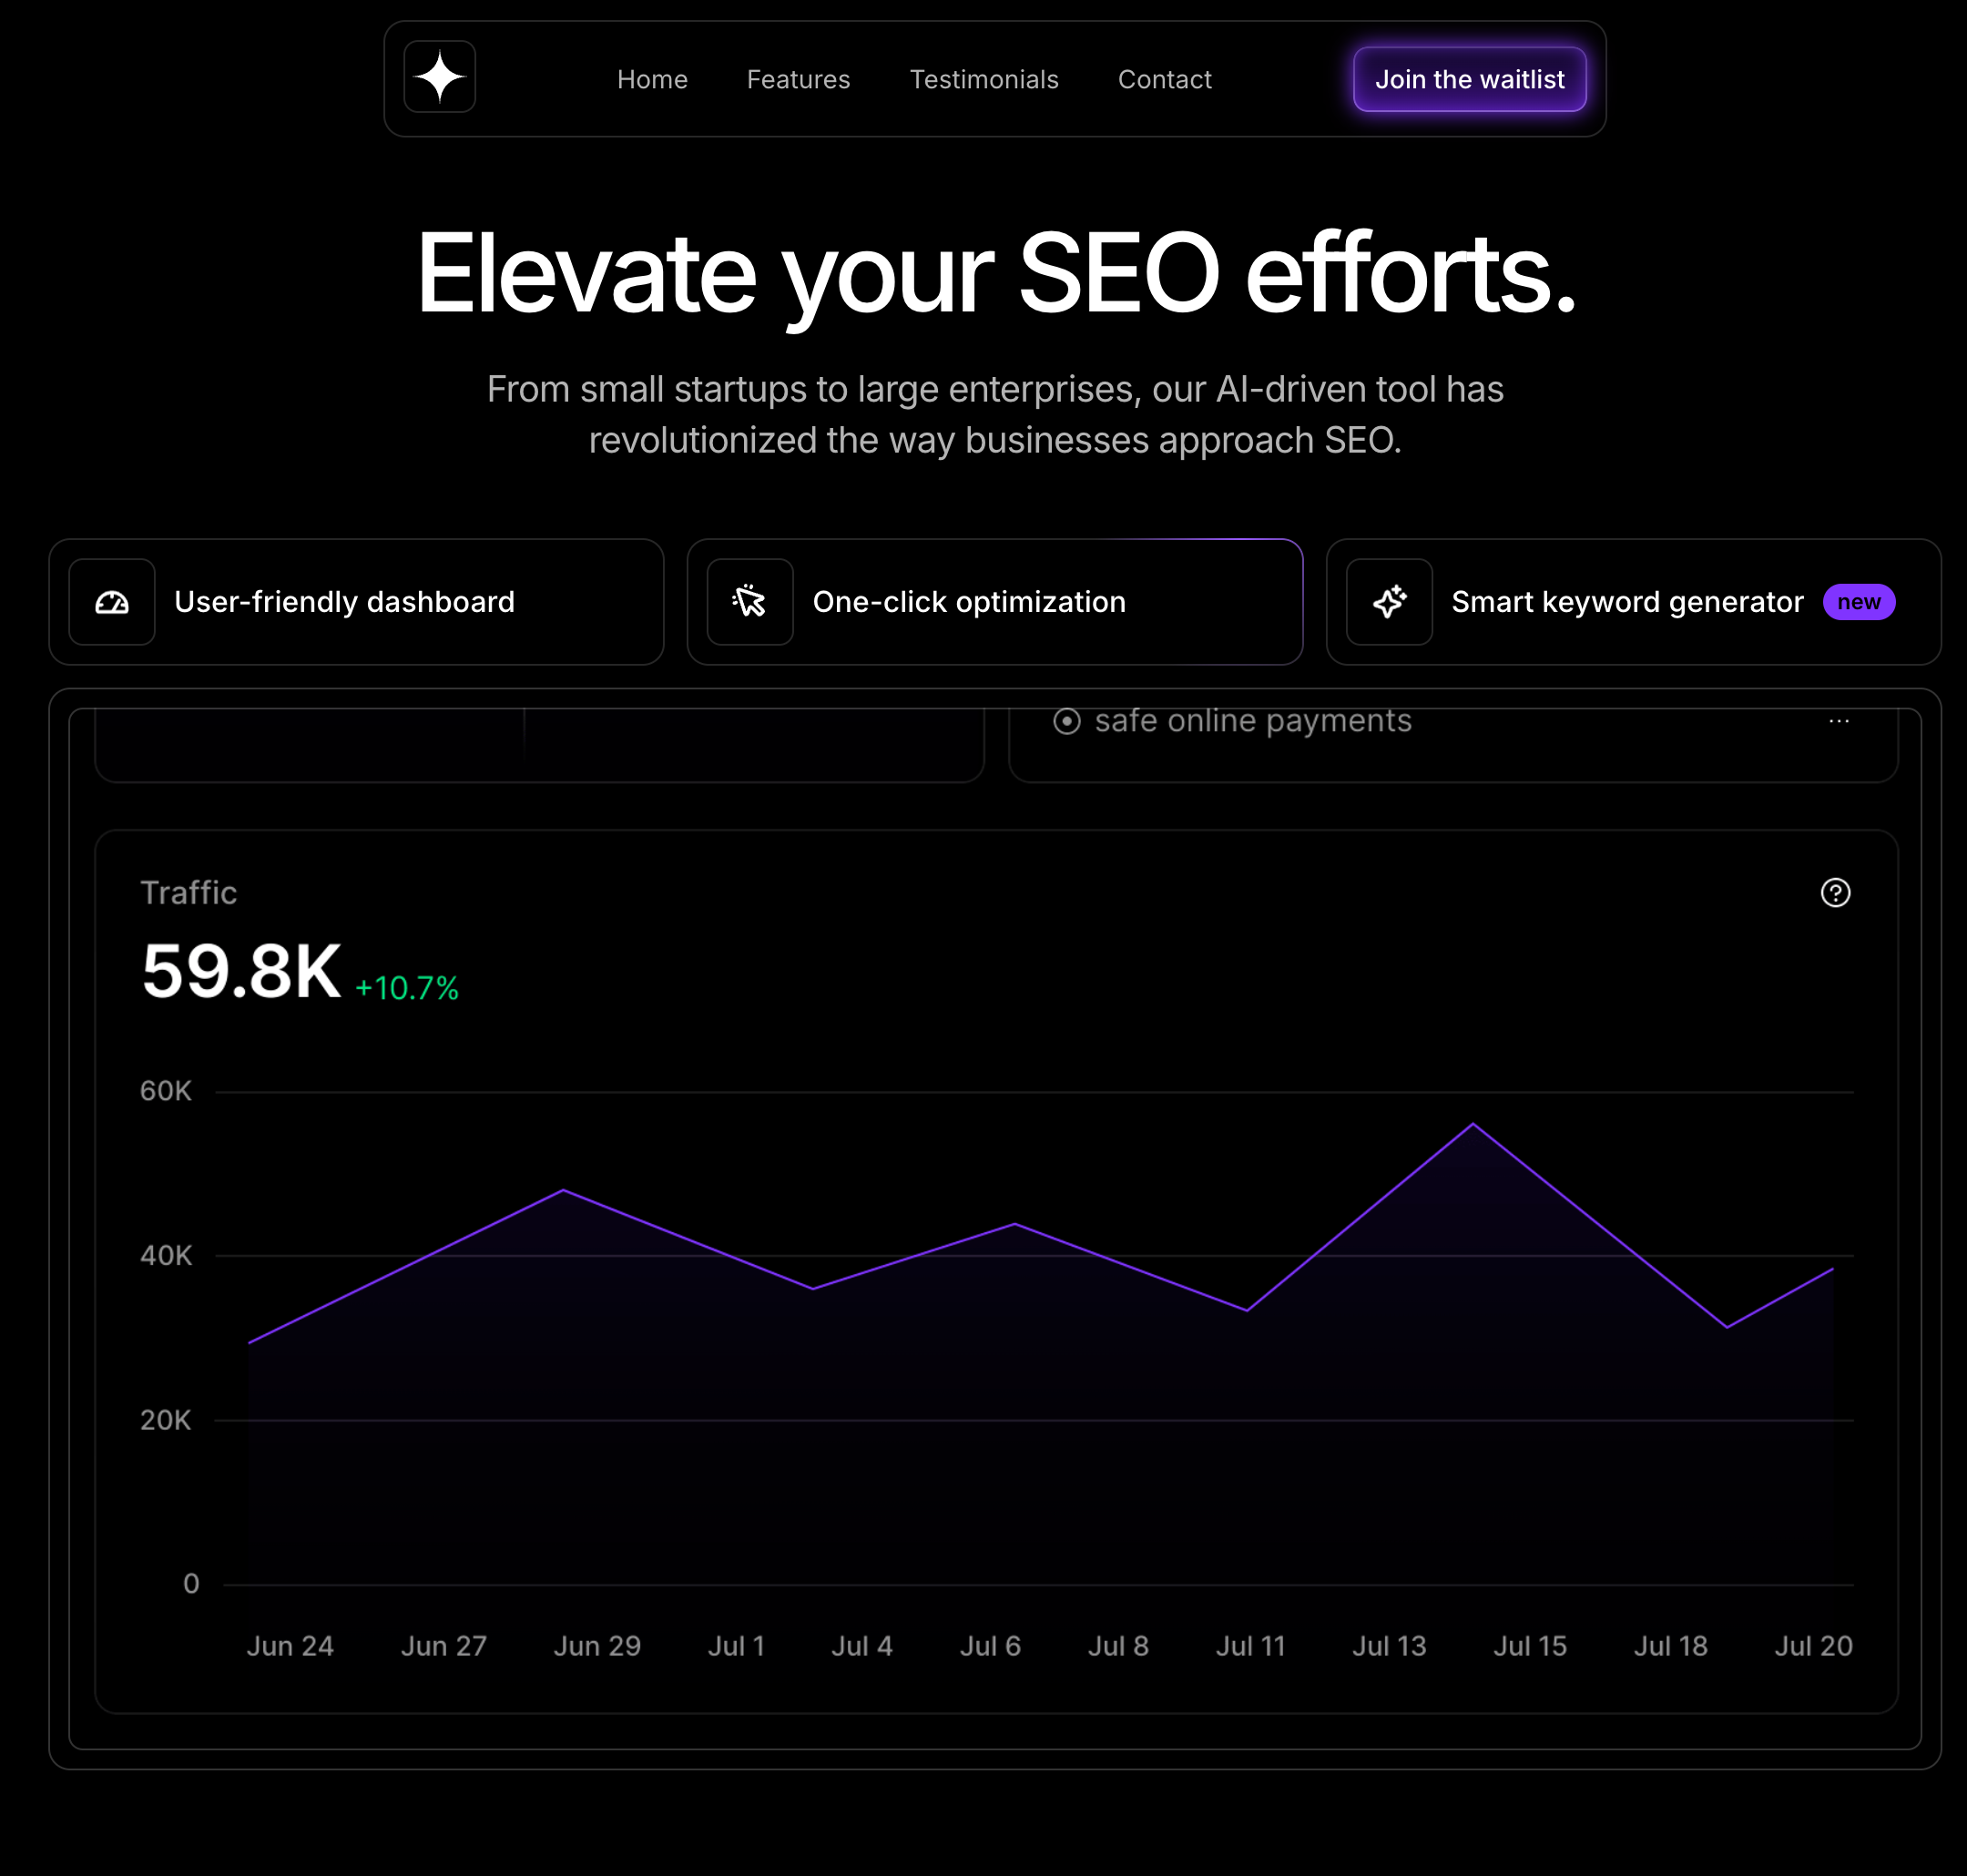 Home Features Testimonials Contact Join the waitlist
Elevate your SEO efforts.
From small startups to large enterprises, our AI-driven tool has
revolutionized the way businesses approach SEO.
User-friendly dashboard
One-click optimization
Smart keyword generator new
safe online payments ...
Traffic
59.8K +10.7%
60K
40K
20K
0
Jun 24 Jun 27 Jun 29 Jul 1 Jul 4 Jul 6 Jul 8 Jul 11 Jul 13 Jul 15 Jul 18 Jul 20